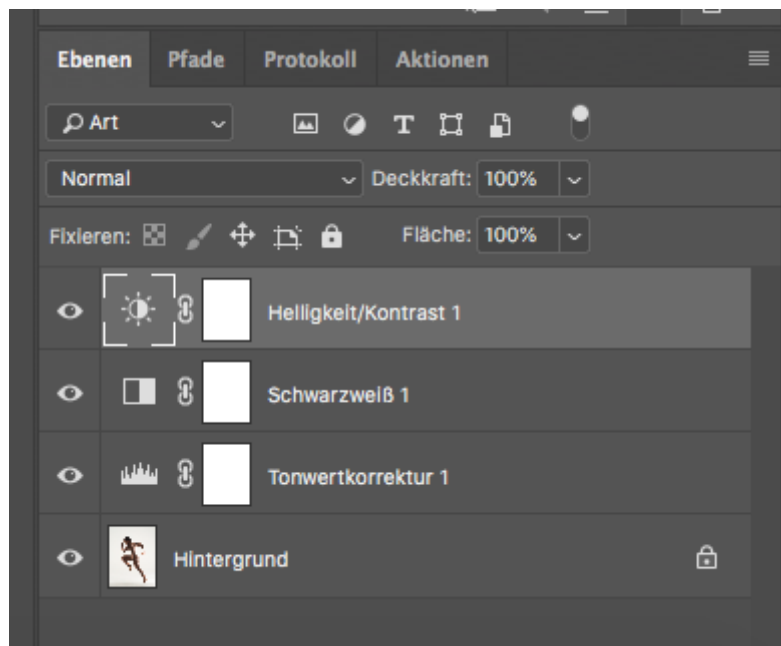 Ebenen Pfade Protokoll Aktionen
Art
Normal Deckkraft: 100%
Fixieren: Fläche: 100%
Helligkeit/Kontrast 1
Schwarzweiß 1
Tonwertkorrektur 1
Hintergrund